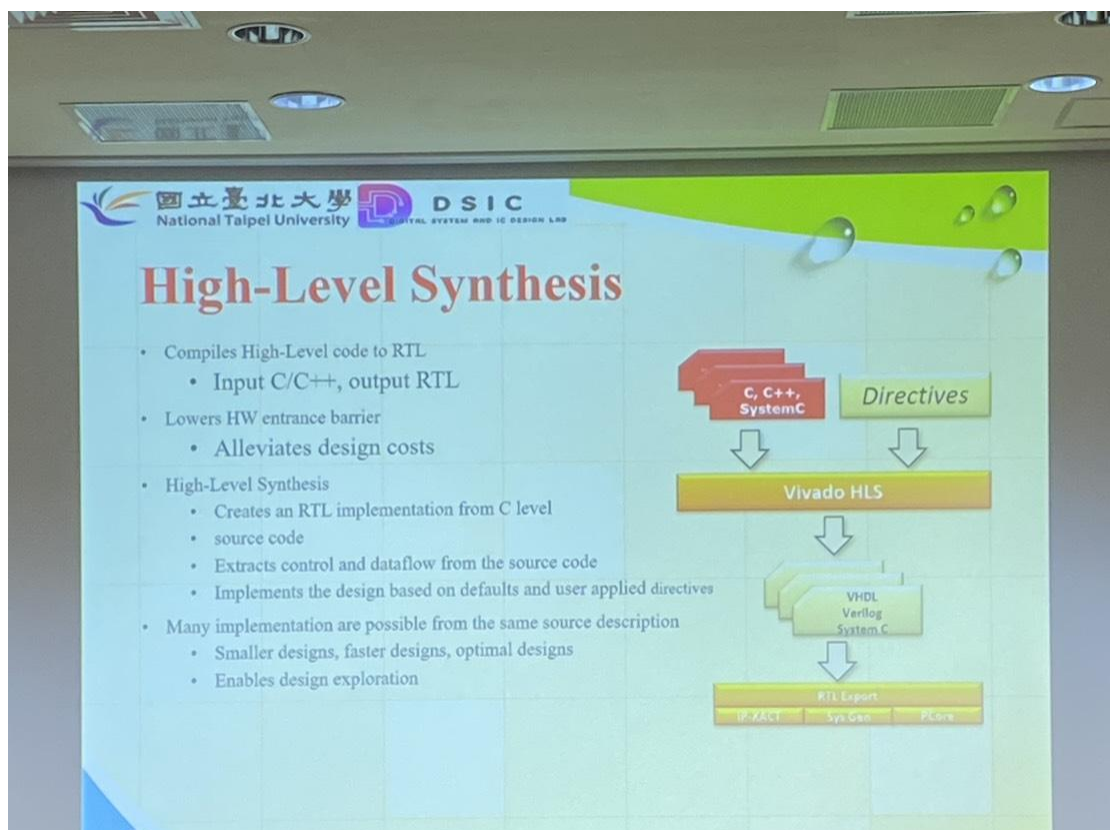 國立臺北大學
National Taipei University
DSIC
DIGITAL SYSTEM AND IC DESIGN LAB
High-Level Synthesis
• Compiles High-Level code to RTL
• Input C/C++, output RTL
• Lowers HW entrance barrier
• Alleviates design costs
• High-Level Synthesis
• Creates an RTL implementation from C level
• source code
• Extracts control and dataflow from the source code
• Implements the design based on defaults and user applied directives
• Many implementation are possible from the same source description
• Smaller designs, faster designs, optimal designs
• Enables design exploration
C, C++,
SystemC
Directives
Vivado HLS
VHDL
Verilog
System C
RTL Export
IP-XACT
Sys Gen
PCore